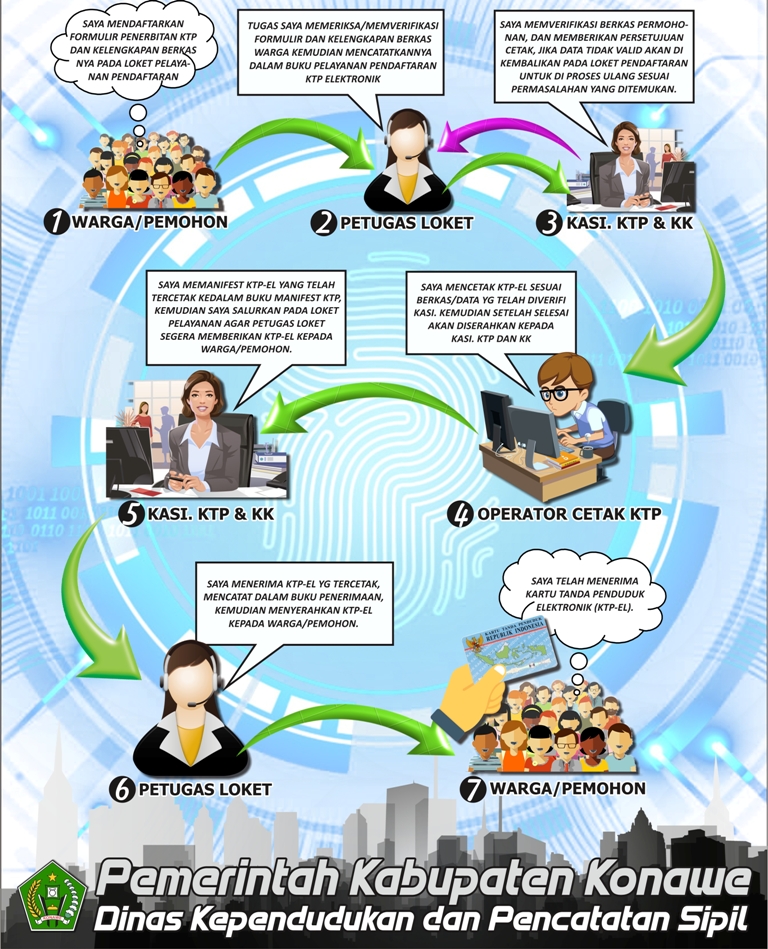 SAYA MENDAFTARKAN
FORMULIR PENERBITAN KTP
DAN KELENGKAPAN BERKAS
NYA PADA LOKET PELAYA-
NAN PENDAFTARAN
TUGAS SAYA MEMERIKSA/MEMVERIFIKASI
FORMULIR DAN KELENGKAPAN BERKAS
WARGA KEMUDIAN MENCATATKANNYA
DALAM BUKU PELAYANAN PENDAFTARAN
KTP ELEKTRONIK
SAYA MEMVERIFIKASI BERKAS PERMOHO-
NAN, DAN MEMBERIKAN PERSETUJUAN
CETAK, JIKA DATA TIDAK VALID AKAN DI
KEMBALIKAN PADA LOKET PENDAFTARAN
UNTUK DI PROSES ULANG SESUAI
PERMASALAHAN YANG DITEMUKAN.
1 WARGA/PEMOHON
2 PETUGAS LOKET
3 KASI. KTP & KK
SAYA MEMANIFEST KTP-EL YANG TELAH
TERCETAK KEDALAM BUKU MANIFEST KTP,
KEMUDIAN SAYA SALURKAN PADA LOKET
PELAYANAN AGAR PETUGAS LOKET
SEGERA MEMBERIKAN KTP-EL KEPADA
WARGA/PEMOHON.
SAYA MENCETAK KTP-EL SESUAI
BERKAS/DATA YG TELAH DIVERIFI
KASI. KEMUDIAN SETELAH SELESAI
AKAN DISERAHKAN KEPADA
KASI. KTP DAN KK
5 KASI. KTP & KK
4 OPERATOR CETAK KTP
SAYA MENERIMA KTP-EL YG TERCETAK,
MENCATAT DALAM BUKU PENERIMAAN,
KEMUDIAN MENYERAHKAN KTP-EL
KEPADA WARGA/PEMOHON.
SAYA TELAH MENERIMA
KARTU TANDA PENDUDUK
ELEKTRONIK (KTP-EL).
KARTU TANDA PENDUDUK
REPUBLIK INDONESIA
6 PETUGAS LOKET
7 WARGA/PEMOHON
Pemerintah Kabupaten Konawe
Dinas Kependudukan dan Pencatatan Sipil